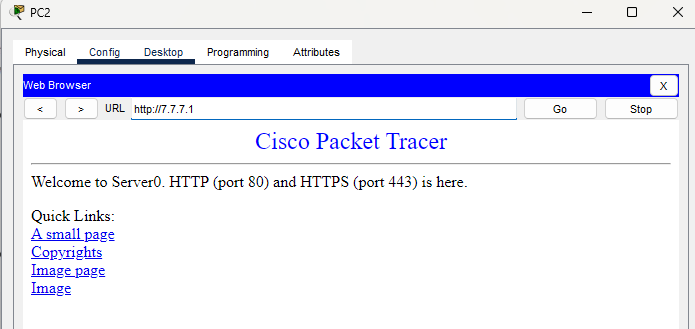 PC2
Physical Config Desktop Programming Attributes
Web Browser X
< > URL http://7.7.7.1 Go Stop
Cisco Packet Tracer
Welcome to Server0. HTTP (port 80) and HTTPS (port 443) is here.
Quick Links:
A small page
Copyrights
Image page
Image